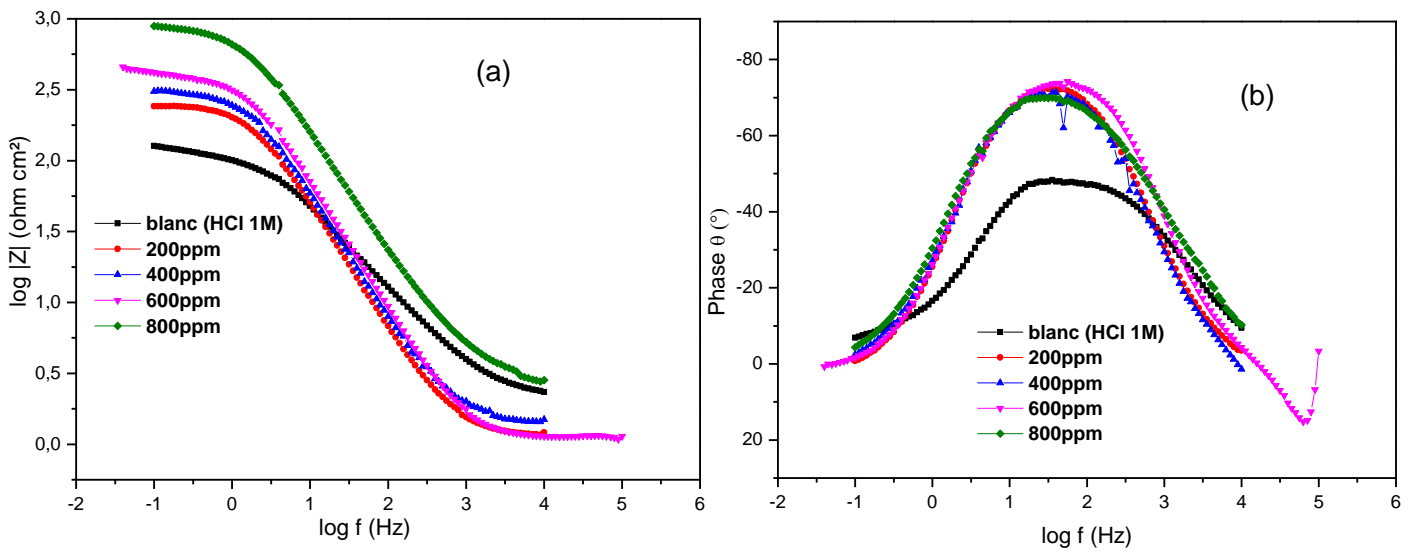 3,0
2,5
2,0
1,5
1,0
0,5
0,0
log |Z| (ohm cm²)
(a)
blanc (HCl 1M)
200ppm
400ppm
600ppm
800ppm
-2 -1 0 1 2 3 4 5 6
log f (Hz)
-80
-60
-40
-20
0
20
Phase θ (°)
(b)
blanc (HCl 1M)
200ppm
400ppm
600ppm
800ppm
-2 -1 0 1 2 3 4 5 6
log f (Hz)